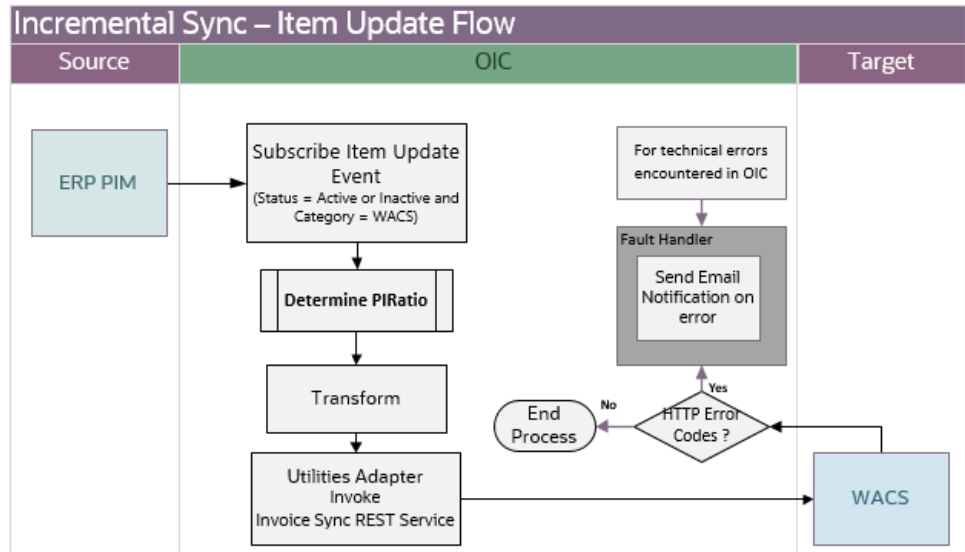 Incremental Sync – Item Update Flow
Source
OIC
Target
ERP PIM
Subscribe Item Update
Event
(Status = Active or Inactive and
Category = WACS)
Determine PIRatio
Transform
Utilities Adapter
Invoke
Invoice Sync REST Service
For technical errors
encountered in OIC
Fault Handler
Send Email
Notification on
error
Yes
No
HTTP Error
Codes ?
End
Process
WACS